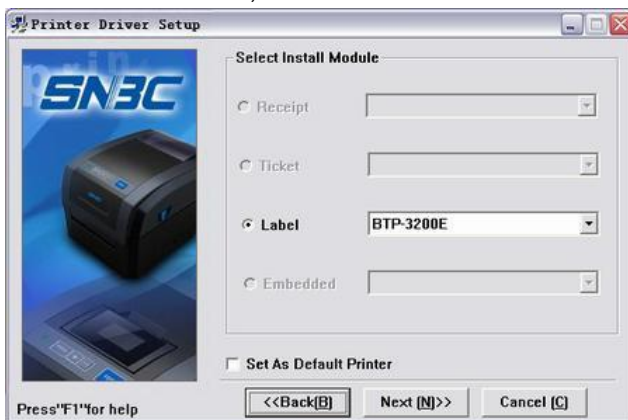 Printer Driver Setup
SNBC
Select Install Module
Receipt
Ticket
Label
BTP-3200E
Embedded
Set As Default Printer
Press"F1"for help
<<Back(B)
Next (N)>>
Cancel (C)